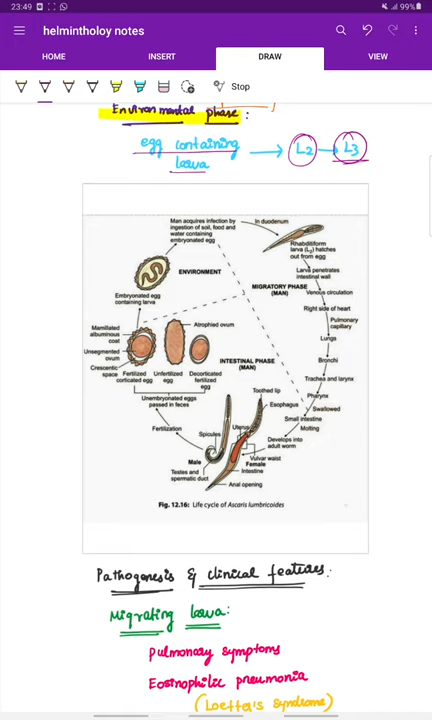 23:49
99%
helmintholoy notes
HOME
INSERT
DRAW
VIEW
Stop
Environmental phase :
egg containing
larva
L2
L3
Man acquires infection by
ingestion of soil, food and
water containing
embryonated egg
In duodenum
Rhabditiform
larva (L2) hatches
out from egg
Larva penetrates
intestinal wall
ENVIRONMENT
MIGRATORY PHASE
(MAN)
Venous circulation
Embryonated egg
containing larva
Right side of heart
Pulmonary
capillary
Mamillated
albuminous
coat
Atrophied ovum
Lungs
Unsegmented
ovum
INTESTINAL PHASE
(MAN)
Bronchi
Crescentic
space
Fertilized
corticated egg
Unfertilized
egg
Decorticated
fertilized
egg
Trachea and larynx
Toothed lip
Pharynx
Unembryonated eggs
passed in feces
Esophagus
Swallowed
Small intestine
Fertilization
Spicules
Uterus
Molting
Develops into
adult worm
Male
Vulvar waist
Female
Testes and
spermatic duct
Intestine
Anal opening
Fig. 12.16: Life cycle of Ascaris lumbricoides
Pathogenesis & clinical features:
Migrating larva:
Pulmonary symptoms
Eosinophilic pneumonia
(Loeffer's syndrome)